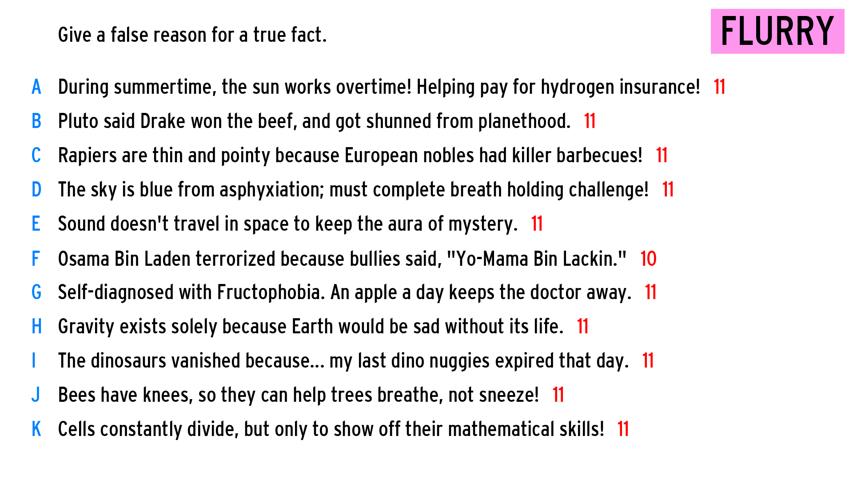 Give a false reason for a true fact.
FLURRY
A During summertime, the sun works overtime! Helping pay for hydrogen insurance! 11
B Pluto said Drake won the beef, and got shunned from planethood. 11
C Rapiers are thin and pointy because European nobles had killer barbecues! 11
D The sky is blue from asphyxiation; must complete breath holding challenge! 11
E Sound doesn't travel in space to keep the aura of mystery. 11
F Osama Bin Laden terrorized because bullies said, "Yo-Mama Bin Lackin." 10
G Self-diagnosed with Fructophobia. An apple a day keeps the doctor away. 11
H Gravity exists solely because Earth would be sad without its life. 11
I The dinosaurs vanished because... my last dino nuggies expired that day. 11
J Bees have knees, so they can help trees breathe, not sneeze! 11
K Cells constantly divide, but only to show off their mathematical skills! 11